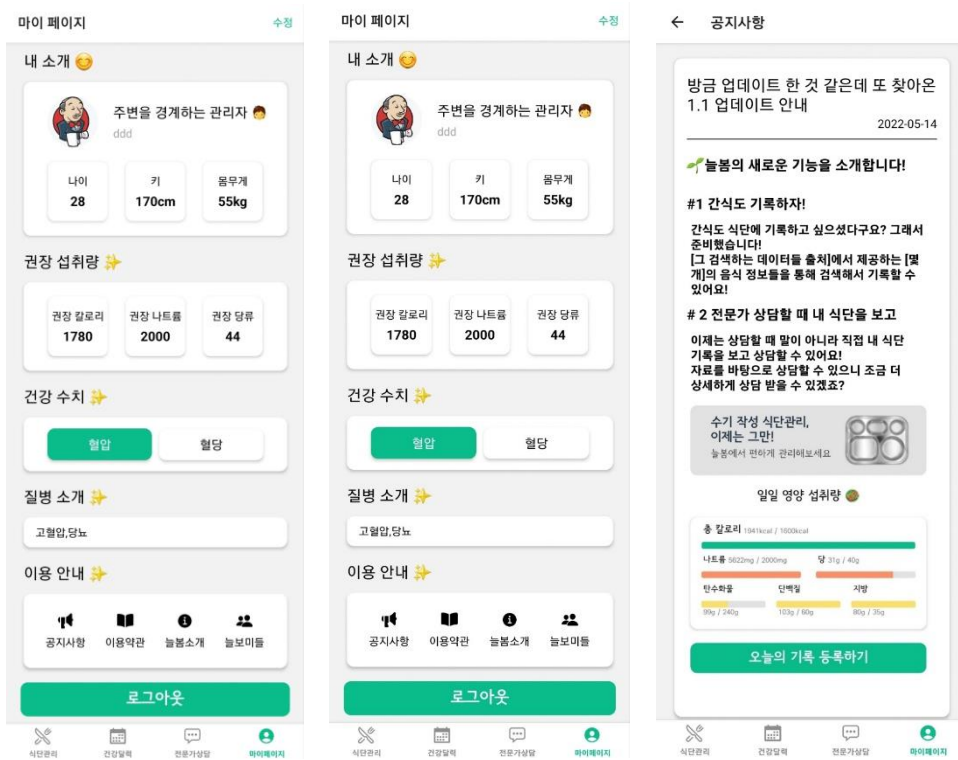 마이 페이지
수정
내 소개
주변을 경계하는 관리자
ddd
나이
28
키
170cm
몸무게
55kg
권장 섭취량
권장 칼로리
1780
권장 나트륨
2000
권장 당류
44
건강 수치
혈압
혈당
질병 소개
고혈압,당뇨
이용 안내
공지사항
이용약관
늘봄소개
늘보미들
로그아웃
식단관리
건강달력
전문가상담
마이페이지
마이 페이지
수정
내 소개
주변을 경계하는 관리자
ddd
나이
28
키
170cm
몸무게
55kg
권장 섭취량
권장 칼로리
1780
권장 나트륨
2000
권장 당류
44
건강 수치
혈압
혈당
질병 소개
고혈압,당뇨
이용 안내
공지사항
이용약관
늘봄소개
늘보미들
로그아웃
식단관리
건강달력
전문가상담
마이페이지
공지사항
방금 업데이트 한 것 같은데 또 찾아온
1.1 업데이트 안내
2022-05-14
늘봄의 새로운 기능을 소개합니다!
#1 간식도 기록하자!
간식도 식단에 기록하고 싶으셨다구요? 그래서
준비했습니다!
[그 검색하는 데이터들 출처]에서 제공하는 [몇
개]의 음식 정보들을 통해 검색해서 기록할 수
있어요!
# 2 전문가 상담할 때 내 식단을 보고
이제는 상담할 때 말이 아니라 직접 내 식단
기록을 보고 상담할 수 있어요!
자료를 바탕으로 상담할 수 있으니 조금 더
상세하게 상담 받을 수 있겠죠?
수기 작성 식단관리,
이제는 그만!
늘봄에서 편하게 관리해보세요
일일 영양 섭취량
총 칼로리 1941kcal / 1600kcal
나트륨 5622mg / 2000mg
당 31g / 40g
탄수화물
단백질
지방
99g / 240g
103g / 60g
80g / 35g
오늘의 기록 등록하기
식단관리
건강달력
전문가상담
마이페이지